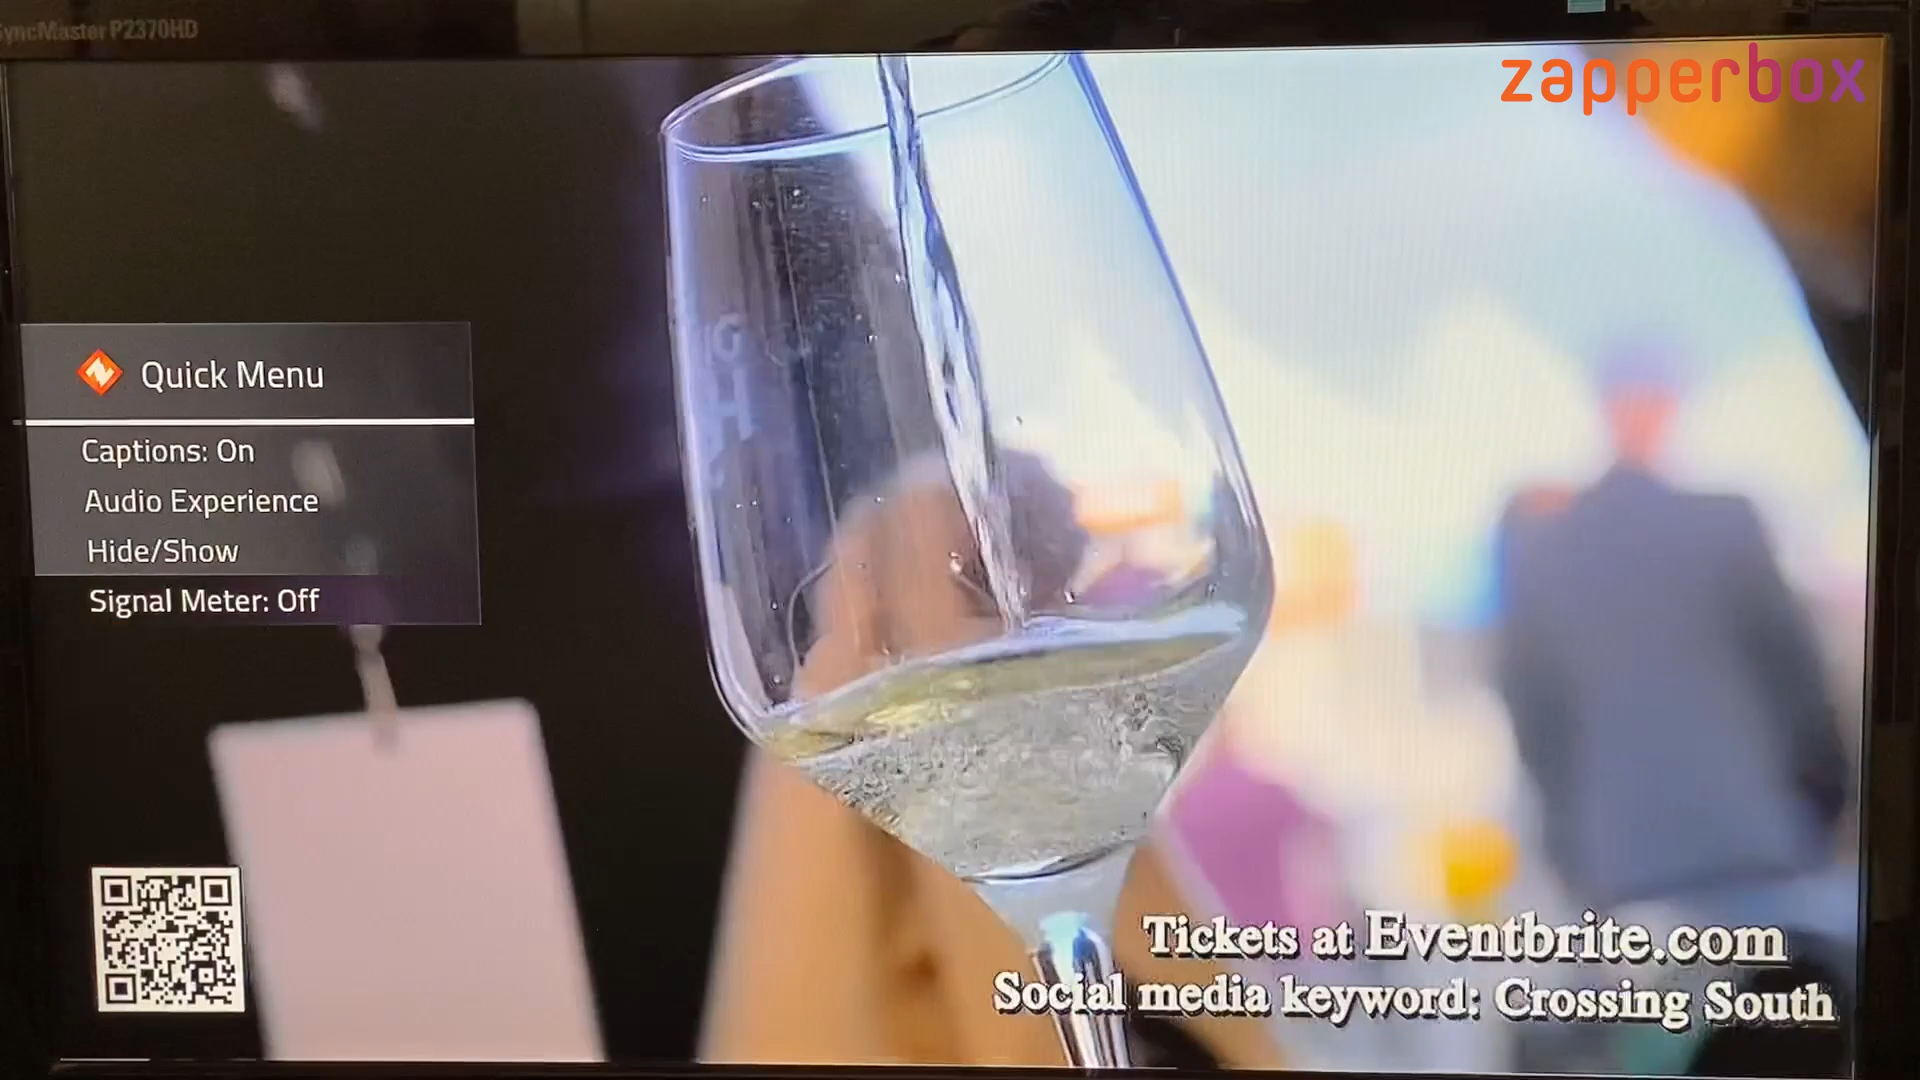 SyncMaster P2370HD
zapperbox
Quick Menu
Captions: On
Audio Experience
Hide/Show
Signal Meter: Off
Tickets at Eventbrite.com
Social media keyword: Crossing South